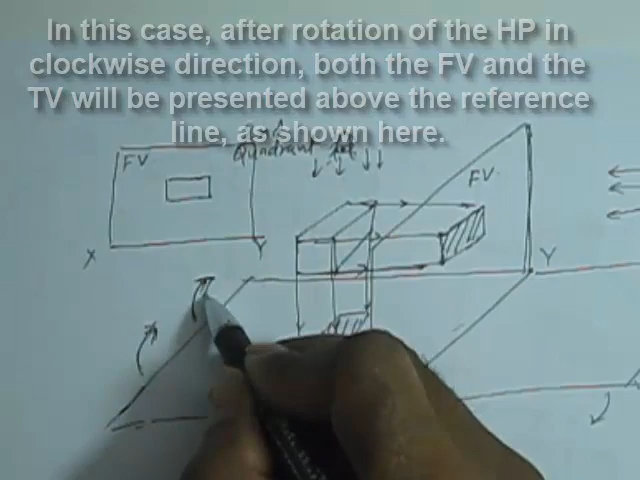 In this case, after rotation of the HP in
clockwise direction, both the FV and the
TV will be presented above the reference
line, as shown here.
FV
Quadrant
FV
X
Y
Y